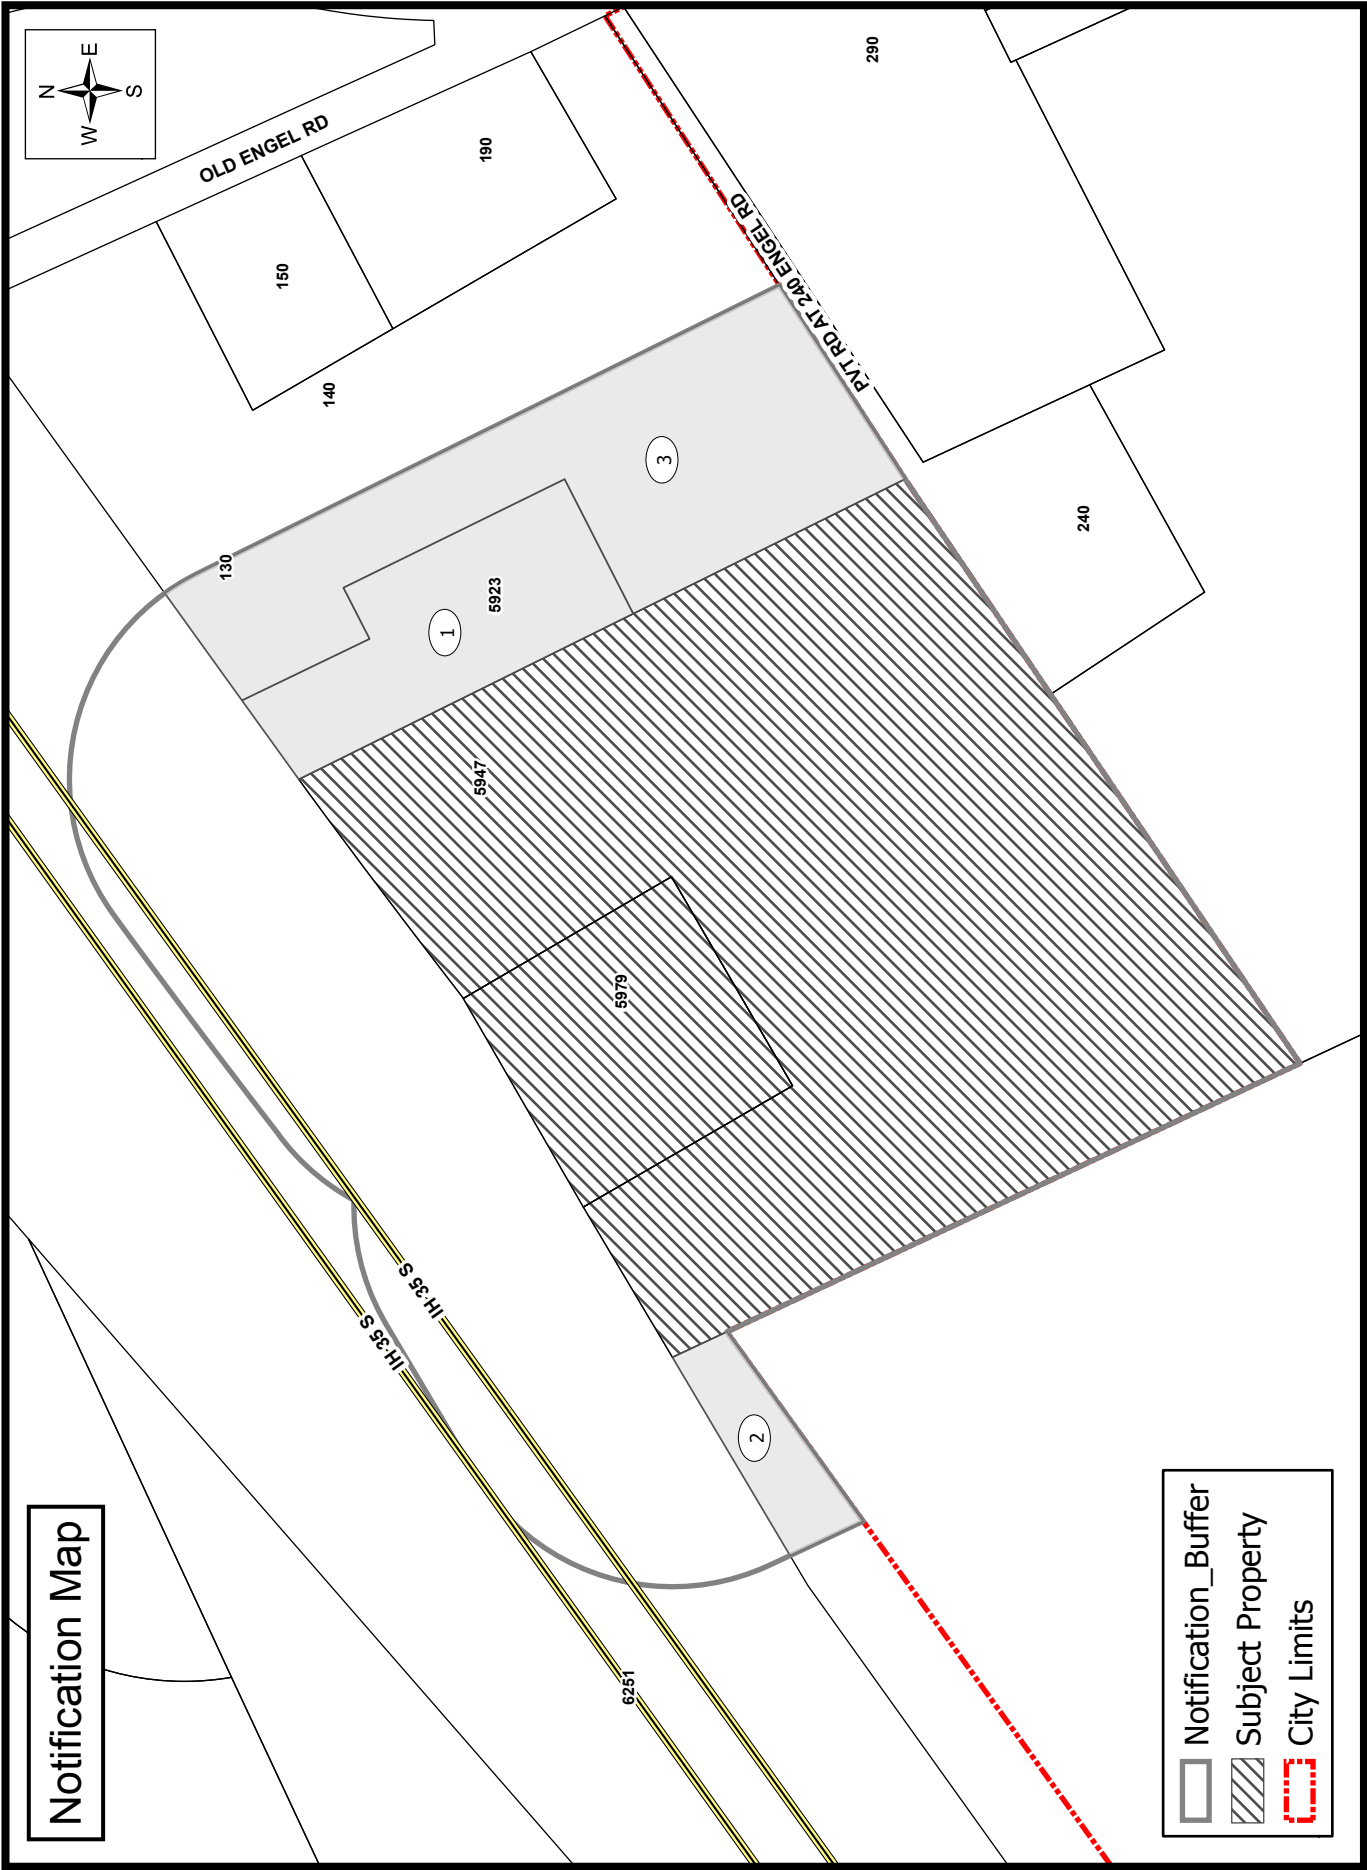 Notification Map
N
E
S
W
OLD ENGEL RD
190
150
140
130
290
PVT RD AT 240 ENGEL RD
240
3
1
5923
5947
5979
IH-35 S
IH-35 S
2
6251
Notification_Buffer
Subject Property
City Limits